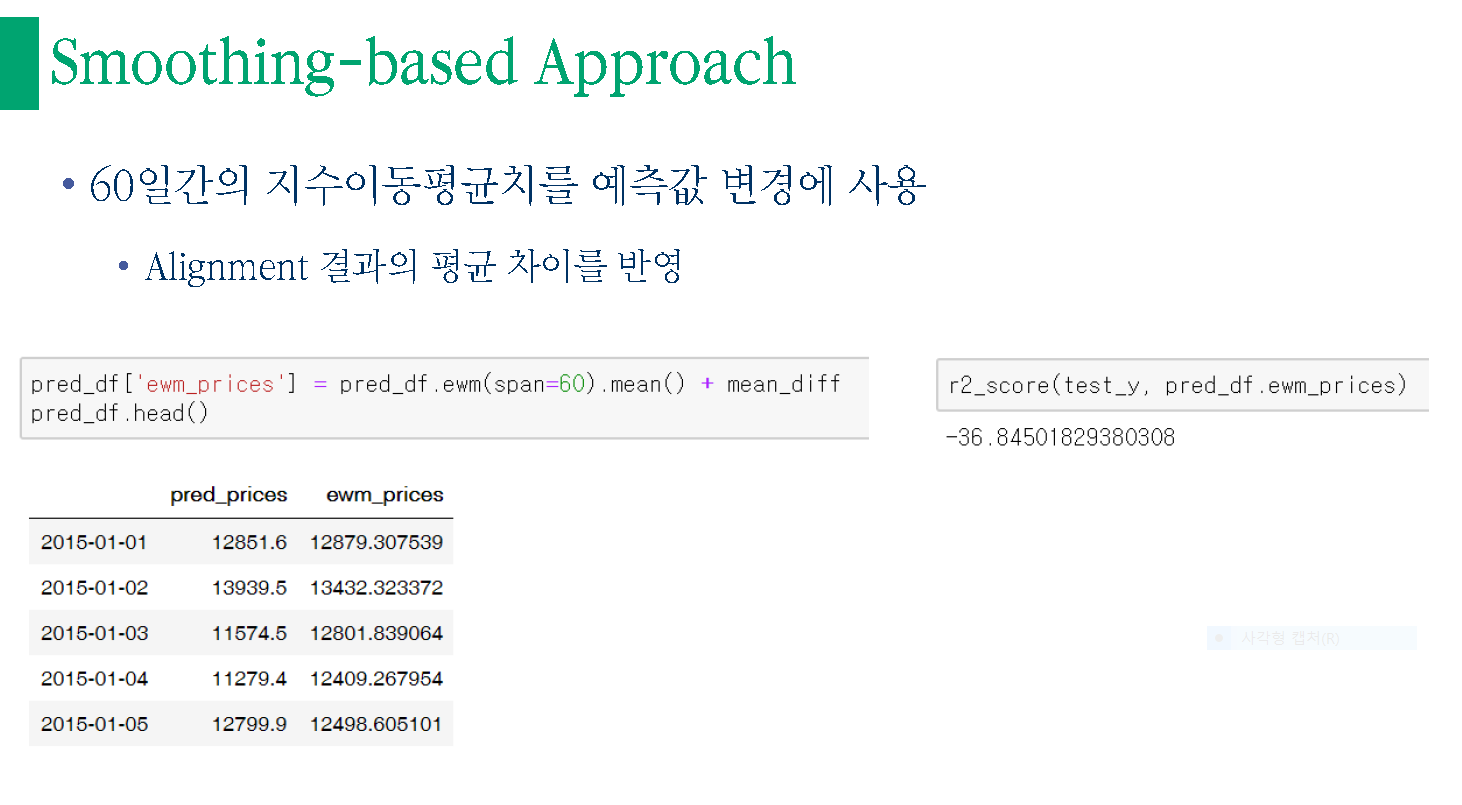 Smoothing-based Approach
• 60일간의 지수이동평균치를 예측값 변경에 사용
• Alignment 결과의 평균 차이를 반영
pred_df['ewm_prices'] = pred_df.ewm(span=60).mean() + mean_diff
pred_df.head()
r2_score(test_y, pred_df.ewm_prices)
-36.84501829380308
pred_prices ewm_prices
2015-01-01 12851.6 12879.307539
2015-01-02 13939.5 13432.323372
2015-01-03 11574.5 12801.839064
2015-01-04 11279.4 12409.267954
2015-01-05 12799.9 12498.605101
사각형 캡처(R)